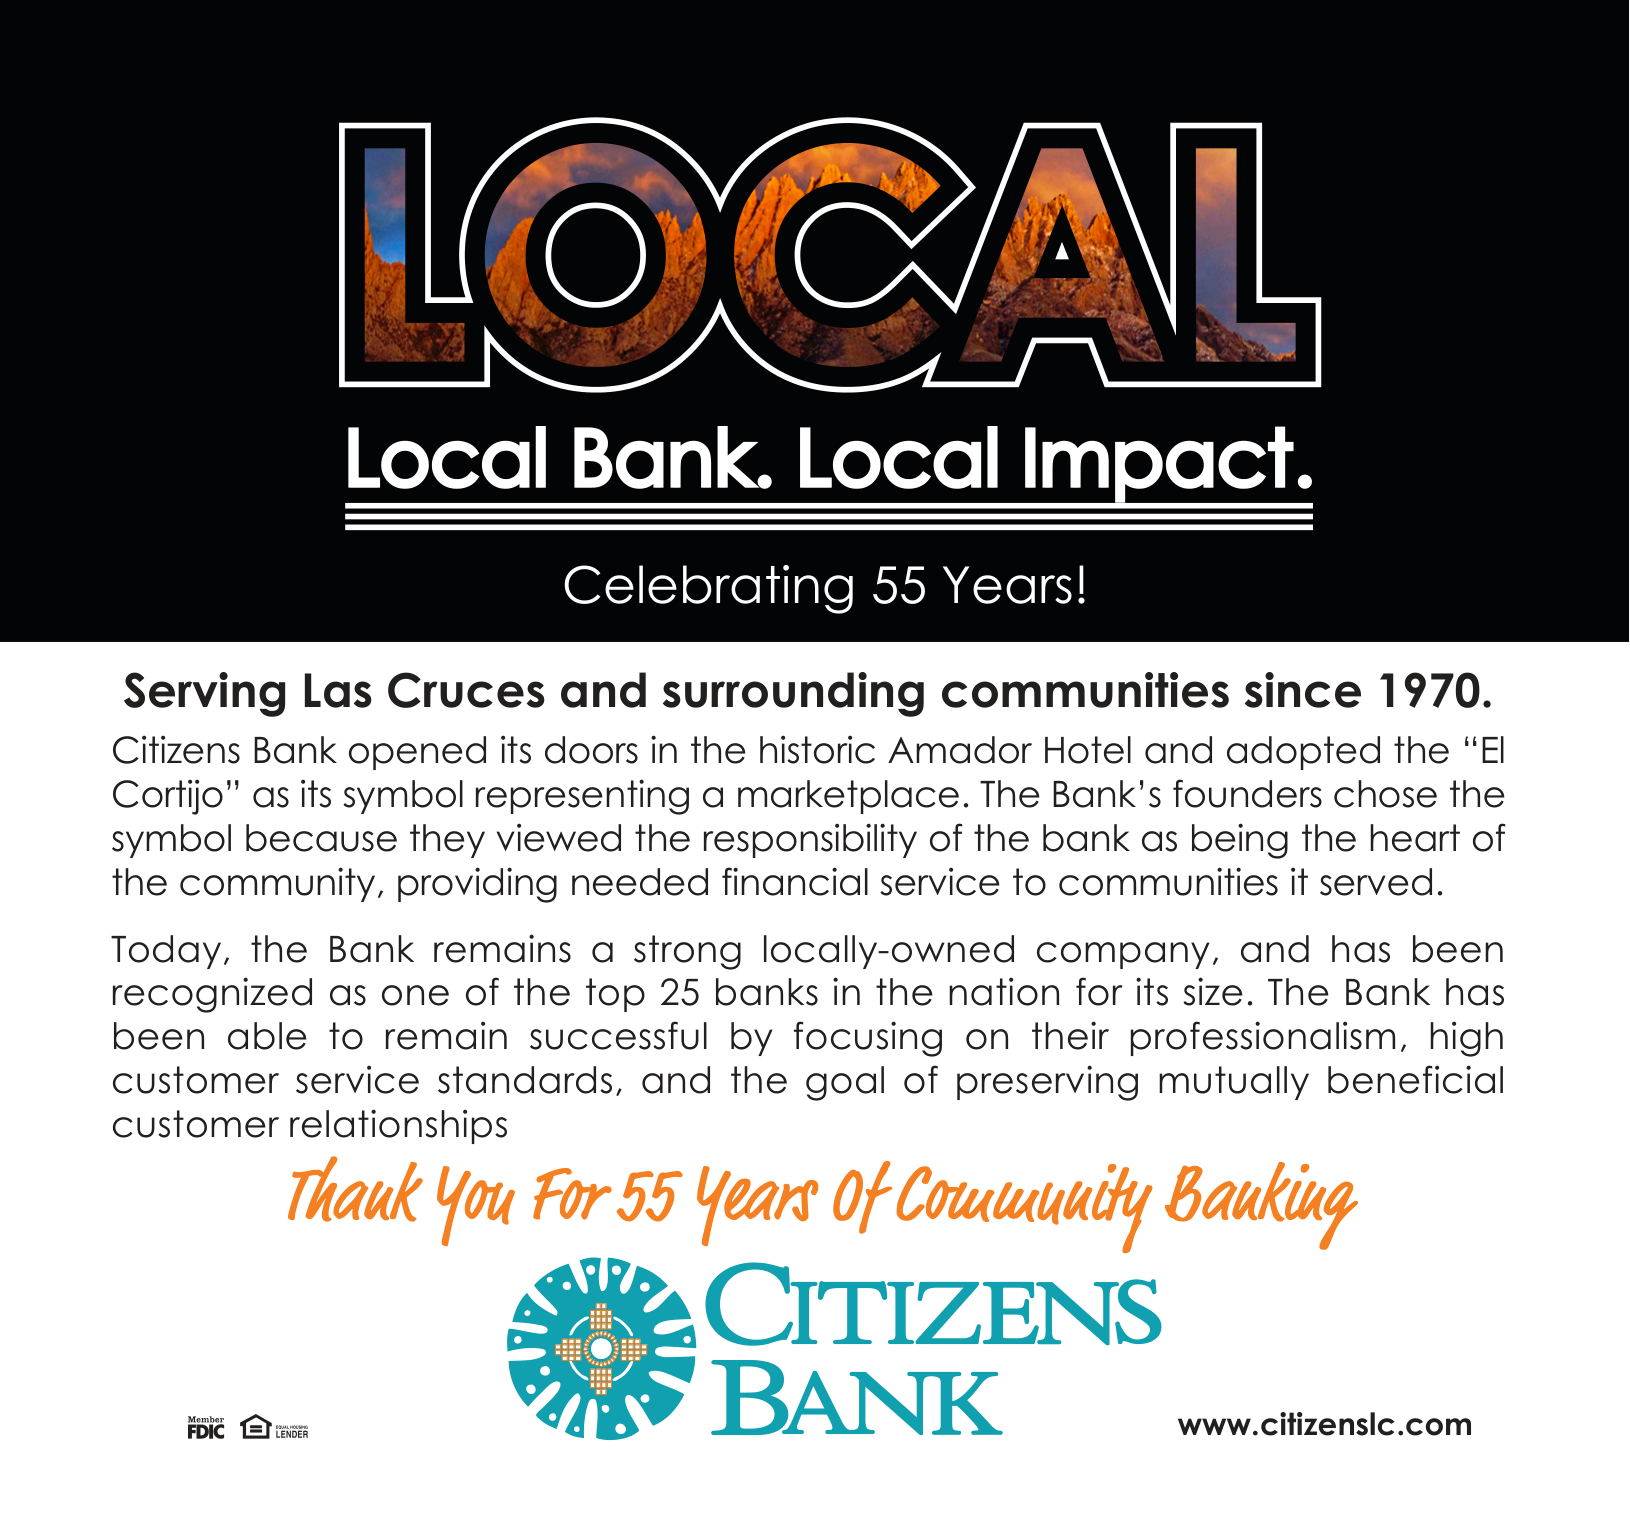 LOCAL
Local Bank. Local Impact.
Celebrating 55 Years!
Serving Las Cruces and surrounding communities since 1970.
Citizens Bank opened its doors in the historic Amador Hotel and adopted the “El
Cortijo” as its symbol representing a marketplace. The Bank’s founders chose the
symbol because they viewed the responsibility of the bank as being the heart of
the community, providing needed financial service to communities it served.
Today, the Bank remains a strong locally-owned company, and has been
recognized as one of the top 25 banks in the nation for its size. The Bank has
been able to remain successful by focusing on their professionalism, high
customer service standards, and the goal of preserving mutually beneficial
customer relationships
Thank You For 55 Years Of Community Banking
CITIZENS
BANK
Member
FDIC
EQUAL HOUSING
LENDER
www.citizenslc.com